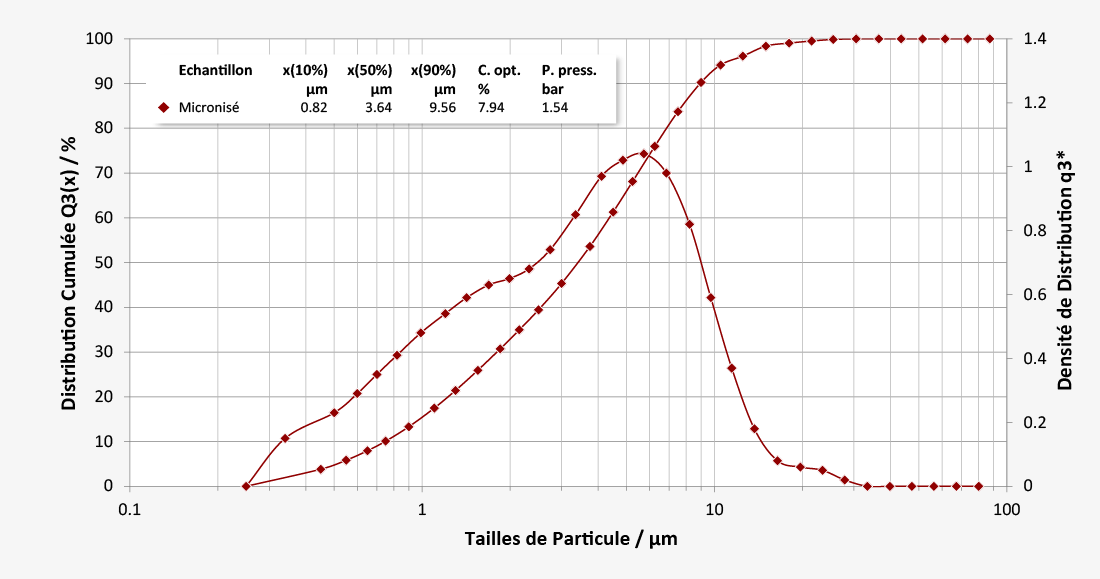 Echantillon x(10%) x(50%) x(90%) C. opt. P. press.
µm µm µm % bar
Micronisé 0.82 3.64 9.56 7.94 1.54
Distribution Cumulée Q3(x) / %
100
90
80
70
60
50
40
30
20
10
0
1.4
1.2
1
0.8
0.6
0.4
0.2
0
Densité de Distribution q3*
0.1 1 10 100
Tailles de Particule / µm